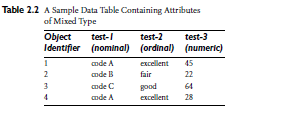 Table 2.2 A Sample Data Table Containing Attributes
of Mixed Type
Object test-1 test-2 test-3
Identifier (nominal) (ordinal) (numeric)
1 code A excellent 45
2 code B fair 22
3 code C good 64
4 code A excellent 28